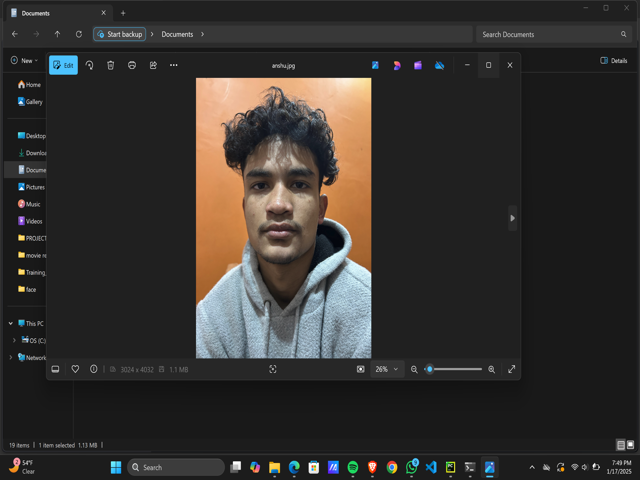 Documents
Start backup
Documents
Search Documents
New
Details
Edit
anshu.jpg
Home
Gallery
Desktop
Downloa
Docume
Pictures
Music
Videos
PROJECT
movie re
Training_
face
This PC
OS (C:)
Network
3024 x 4032
1.1 MB
26%
19 items
1 item selected 1.13 MB
2
54°F
Clear
Search
7:49 PM
1/17/2025